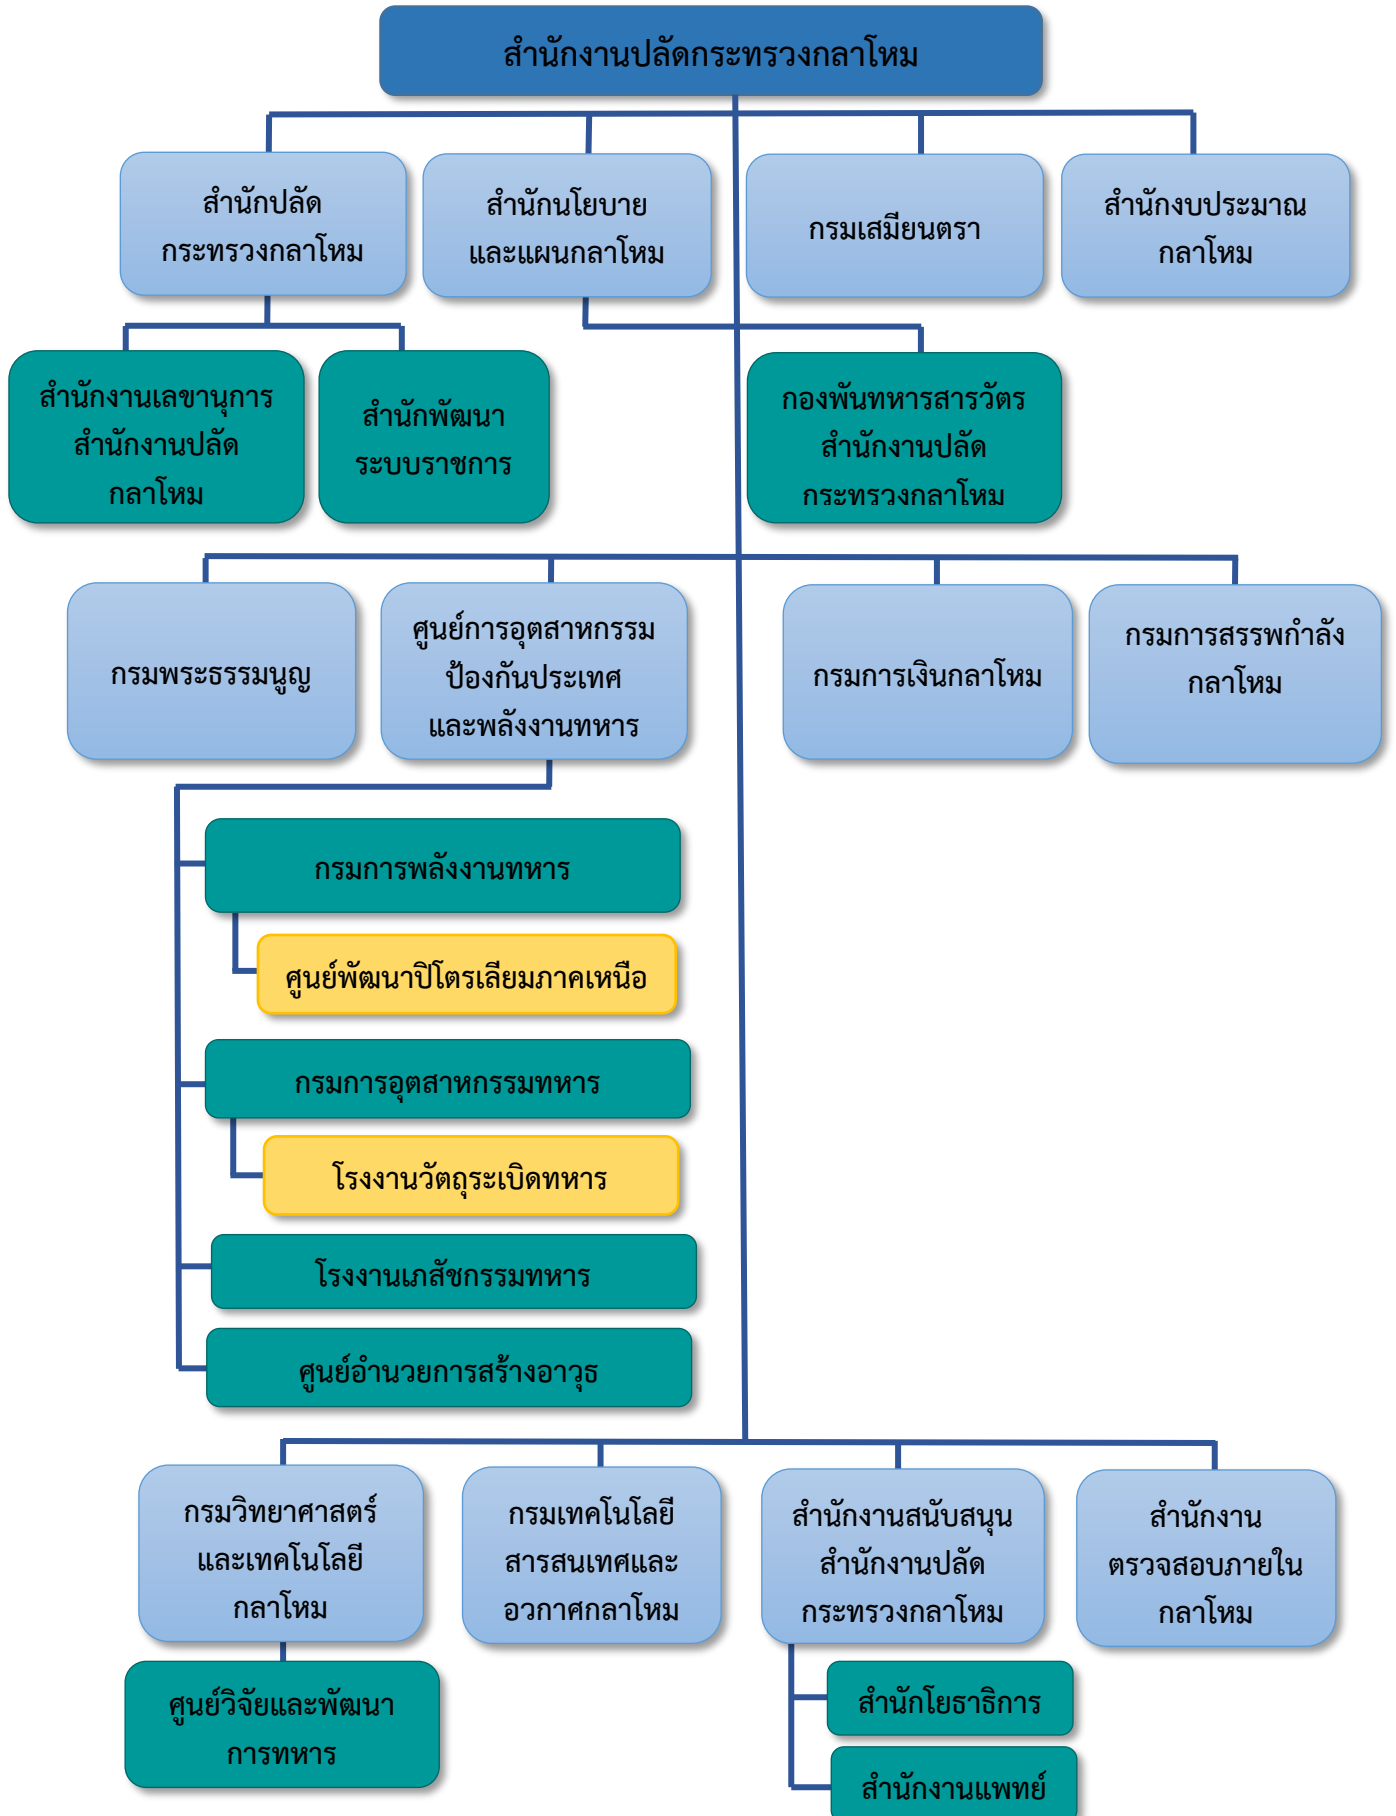 สำนักงานปลัดกระทรวงกลาโหม
สำนักปลัด
กระทรวงกลาโหม
สำนักนโยบาย
และแผนกลาโหม
กรมเสมียนตรา
สำนักงบประมาณ
กลาโหม
สำนักงานเลขานุการ
สำนักงานปลัด
กลาโหม
สำนักพัฒนา
ระบบราชการ
กองพันทหารสารวัตร
สำนักงานปลัด
กระทรวงกลาโหม
กรมพระธรรมนูญ
ศูนย์การอุตสาหกรรม
ป้องกันประเทศ
และพลังงานทหาร
กรมการเงินกลาโหม
กรมการสรรพกำลัง
กลาโหม
กรมการพลังงานทหาร
ศูนย์พัฒนาปิโตรเลียมภาคเหนือ
กรมการอุตสาหกรรมทหาร
โรงงานวัตถุระเบิดทหาร
โรงงานเภสัชกรรมทหาร
ศูนย์อำนวยการสร้างอาวุธ
กรมวิทยาศาสตร์
และเทคโนโลยี
กลาโหม
กรมเทคโนโลยี
สารสนเทศและ
อวกาศกลาโหม
สำนักงานสนับสนุน
สำนักงานปลัด
กระทรวงกลาโหม
สำนักงาน
ตรวจสอบภายใน
กลาโหม
ศูนย์วิจัยและพัฒนา
การทหาร
สำนักโยธาธิการ
สำนักงานแพทย์